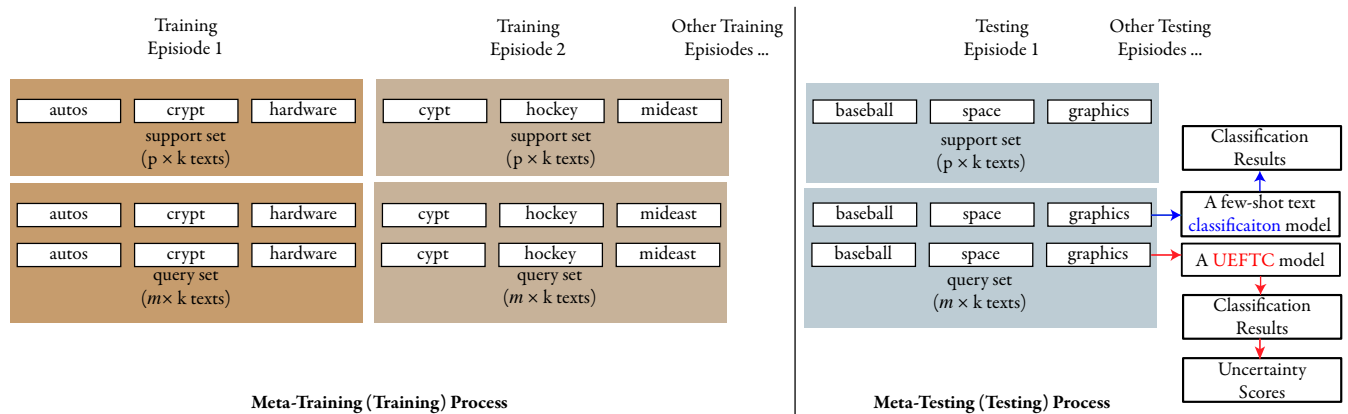 Training
Episiode 1
Training
Episiode 2
Other Training
Episiodes ...
autos
crypt
hardware
support set
(p × k texts)
cypt
hockey
mideast
support set
(p × k texts)
autos
crypt
hardware
autos
crypt
hardware
query set
(m× k texts)
cypt
hockey
mideast
cypt
hockey
mideast
query set
(m × k texts)
Meta-Training (Training) Process
Testing
Episiode 1
Other Testing
Episiodes ...
baseball
space
graphics
support set
(p × k texts)
baseball
space
graphics
baseball
space
graphics
query set
(m × k texts)
Classification
Results
A few-shot text
classificaiton model
A UEFTC model
Classification
Results
Uncertainty
Scores
Meta-Testing (Testing) Process